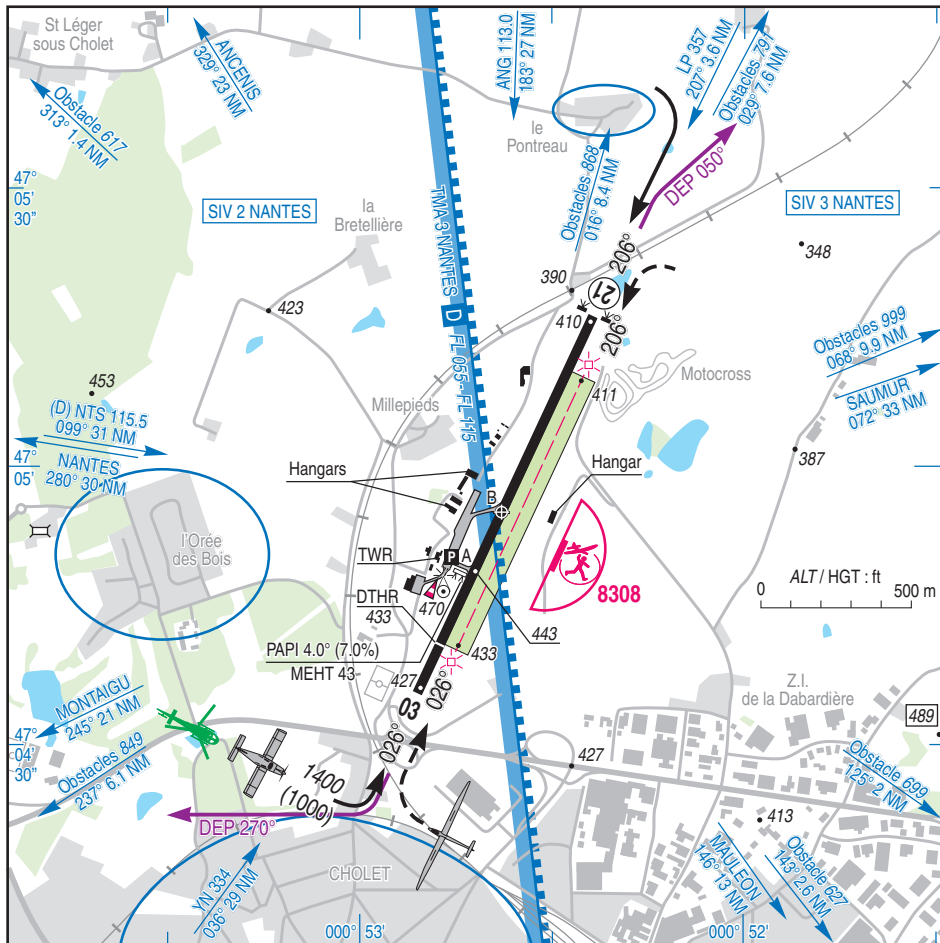 St Léger
sous Cholet
ANCENIS
329° 23 NM
Obstacle 617
313° 1.4 NM
ANG 113.0
183° 27 NM
le
Pontreau
LP 357
207° 3.6 NM
Obstacles 797
029° 7.6 NM
Obstacles 868
016° 8.4 NM
DEP 050°
47°
05'
30"
SIV 2 NANTES
SIV 3 NANTES
la
Bretellière
TMA 3 NANTES D FL 055- FL 115
206°
348
390
423
21
410
206°
Obstacles 999
068° 9.9 NM
SAUMUR
072° 33 NM
Motocross
411
453
Millepieds
(D) NTS 115.5
099° 31 NM
NANTES
280° 30 NM
387
47°
05'
Hangars
Hangar
B
l'Orée
des Bois
TWR
P A
8308
ALT / HGT : ft
0 500 m
DTHR
433
470
443
PAPI 4.0° (7.0%)
MEHT 43
433
427
026°
03
Z.I.
de la Dabardière
MONTAIGU
245° 21 NM
489
47°
04'
30"
Obstacles 849
237° 6.1 NM
026°
427
1400
(1000)
Obstacles 699
125° 2 NM
DEP 270°
413
YN 334
036° 29 NM
CHOLET
MAULEON
146° 13 NM
Obstacle 627
143° 2.6 NM
000° 53'
000° 52'